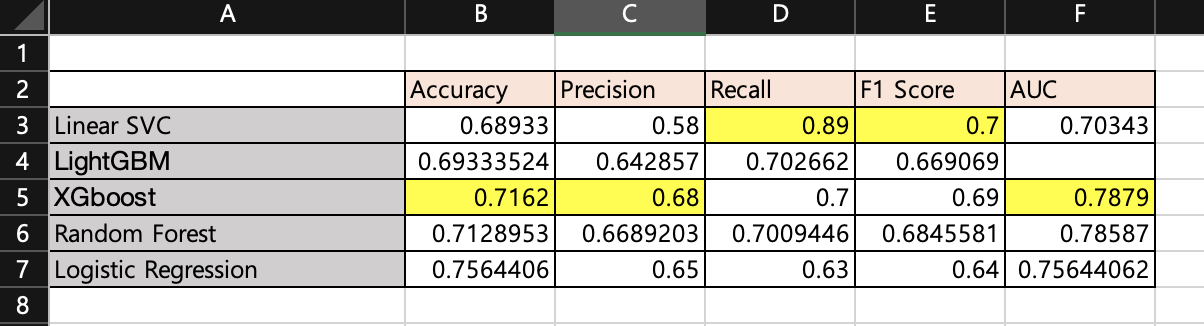 A B C D E F
1
2 Accuracy Precision Recall F1 Score AUC
3 Linear SVC 0.68933 0.58 0.89 0.7 0.70343
4 LightGBM 0.69333524 0.642857 0.702662 0.669069
5 XGboost 0.7162 0.68 0.7 0.69 0.7879
6 Random Forest 0.7128953 0.6689203 0.7009446 0.6845581 0.78587
7 Logistic Regression 0.7564406 0.65 0.63 0.64 0.75644062
8